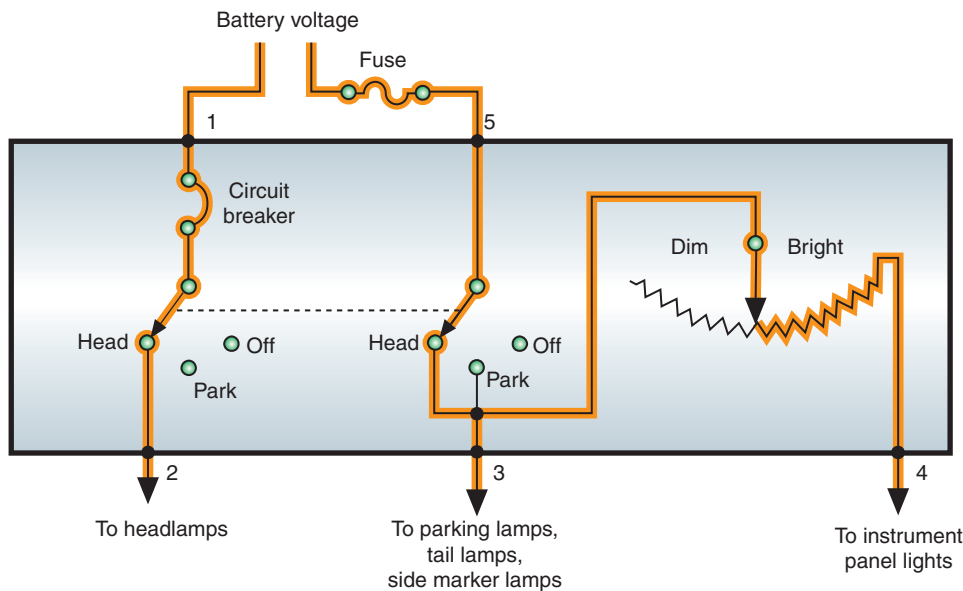 Battery voltage
Fuse
1
5
Circuit
breaker
Dim
Bright
Head
Off
Park
Head
Off
Park
2
3
4
To headlamps
To parking lamps,
tail lamps,
side marker lamps
To instrument
panel lights